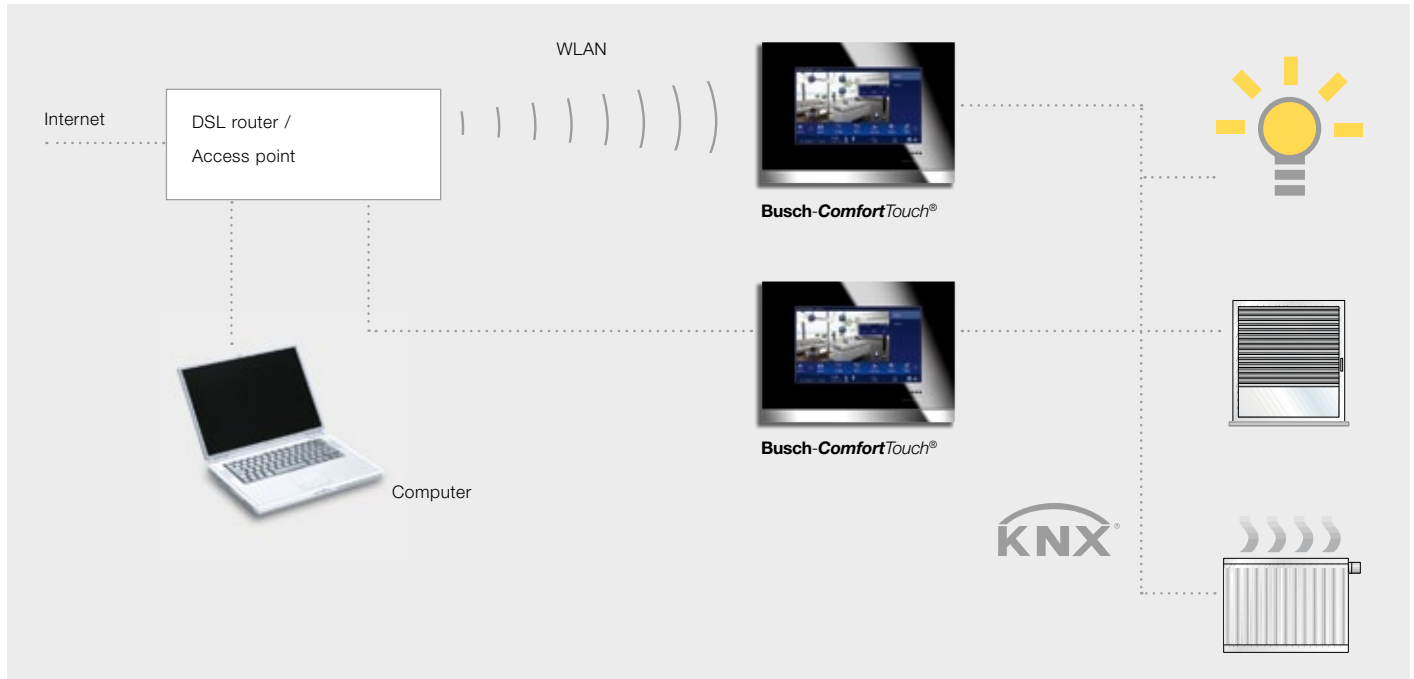 WLAN
Internet
DSL router /
Access point
Busch-ComfortTouch®
Busch-ComfortTouch®
Computer
KNX®